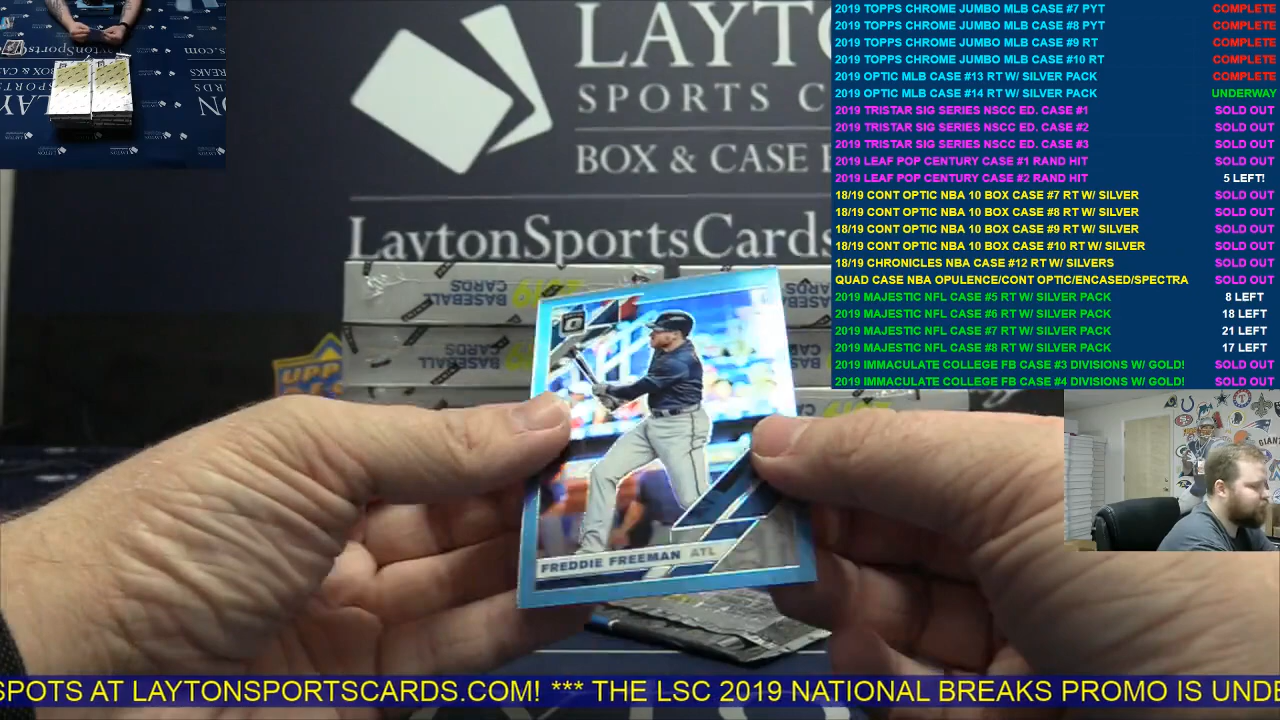 LAYTO
SPORTS C
BOX & CASE
LaytonSportsCards
BASEBALL
CARDS
2019
UPP
FREDDIE FREEMAN ATL
GIANTS
2019 TOPPS CHROME JUMBO MLB CASE #7 PYT COMPLETE
2019 TOPPS CHROME JUMBO MLB CASE #8 PYT COMPLETE
2019 TOPPS CHROME JUMBO MLB CASE #9 RT COMPLETE
2019 TOPPS CHROME JUMBO MLB CASE #10 RT COMPLETE
2019 OPTIC MLB CASE #13 RT W/ SILVER PACK COMPLETE
2019 OPTIC MLB CASE #14 RT W/ SILVER PACK UNDERWAY
2019 TRISTAR SIG SERIES NSCC ED. CASE #1 SOLD OUT
2019 TRISTAR SIG SERIES NSCC ED. CASE #2 SOLD OUT
2019 TRISTAR SIG SERIES NSCC ED. CASE #3 SOLD OUT
2019 LEAF POP CENTURY CASE #1 RAND HIT SOLD OUT
2019 LEAF POP CENTURY CASE #2 RAND HIT 5 LEFT!
18/19 CONT OPTIC NBA 10 BOX CASE #7 RT W/ SILVER SOLD OUT
18/19 CONT OPTIC NBA 10 BOX CASE #8 RT W/ SILVER SOLD OUT
18/19 CONT OPTIC NBA 10 BOX CASE #9 RT W/ SILVER SOLD OUT
18/19 CONT OPTIC NBA 10 BOX CASE #10 RT W/ SILVER SOLD OUT
18/19 CHRONICLES NBA CASE #12 RT W/ SILVERS SOLD OUT
QUAD CASE NBA OPULENCE/CONT OPTIC/ENCASED/SPECTRA SOLD OUT
2019 MAJESTIC NFL CASE #5 RT W/ SILVER PACK 8 LEFT
2019 MAJESTIC NFL CASE #6 RT W/ SILVER PACK 18 LEFT
2019 MAJESTIC NFL CASE #7 RT W/ SILVER PACK 21 LEFT
2019 MAJESTIC NFL CASE #8 RT W/ SILVER PACK 17 LEFT
2019 IMMACULATE COLLEGE FB CASE #3 DIVISIONS W/ GOLD! SOLD OUT
2019 IMMACULATE COLLEGE FB CASE #4 DIVISIONS W/ GOLD! SOLD OUT
SPOTS AT LAYTONSPORTSCARDS.COM! *** THE LSC 2019 NATIONAL BREAKS PROMO IS UNDE